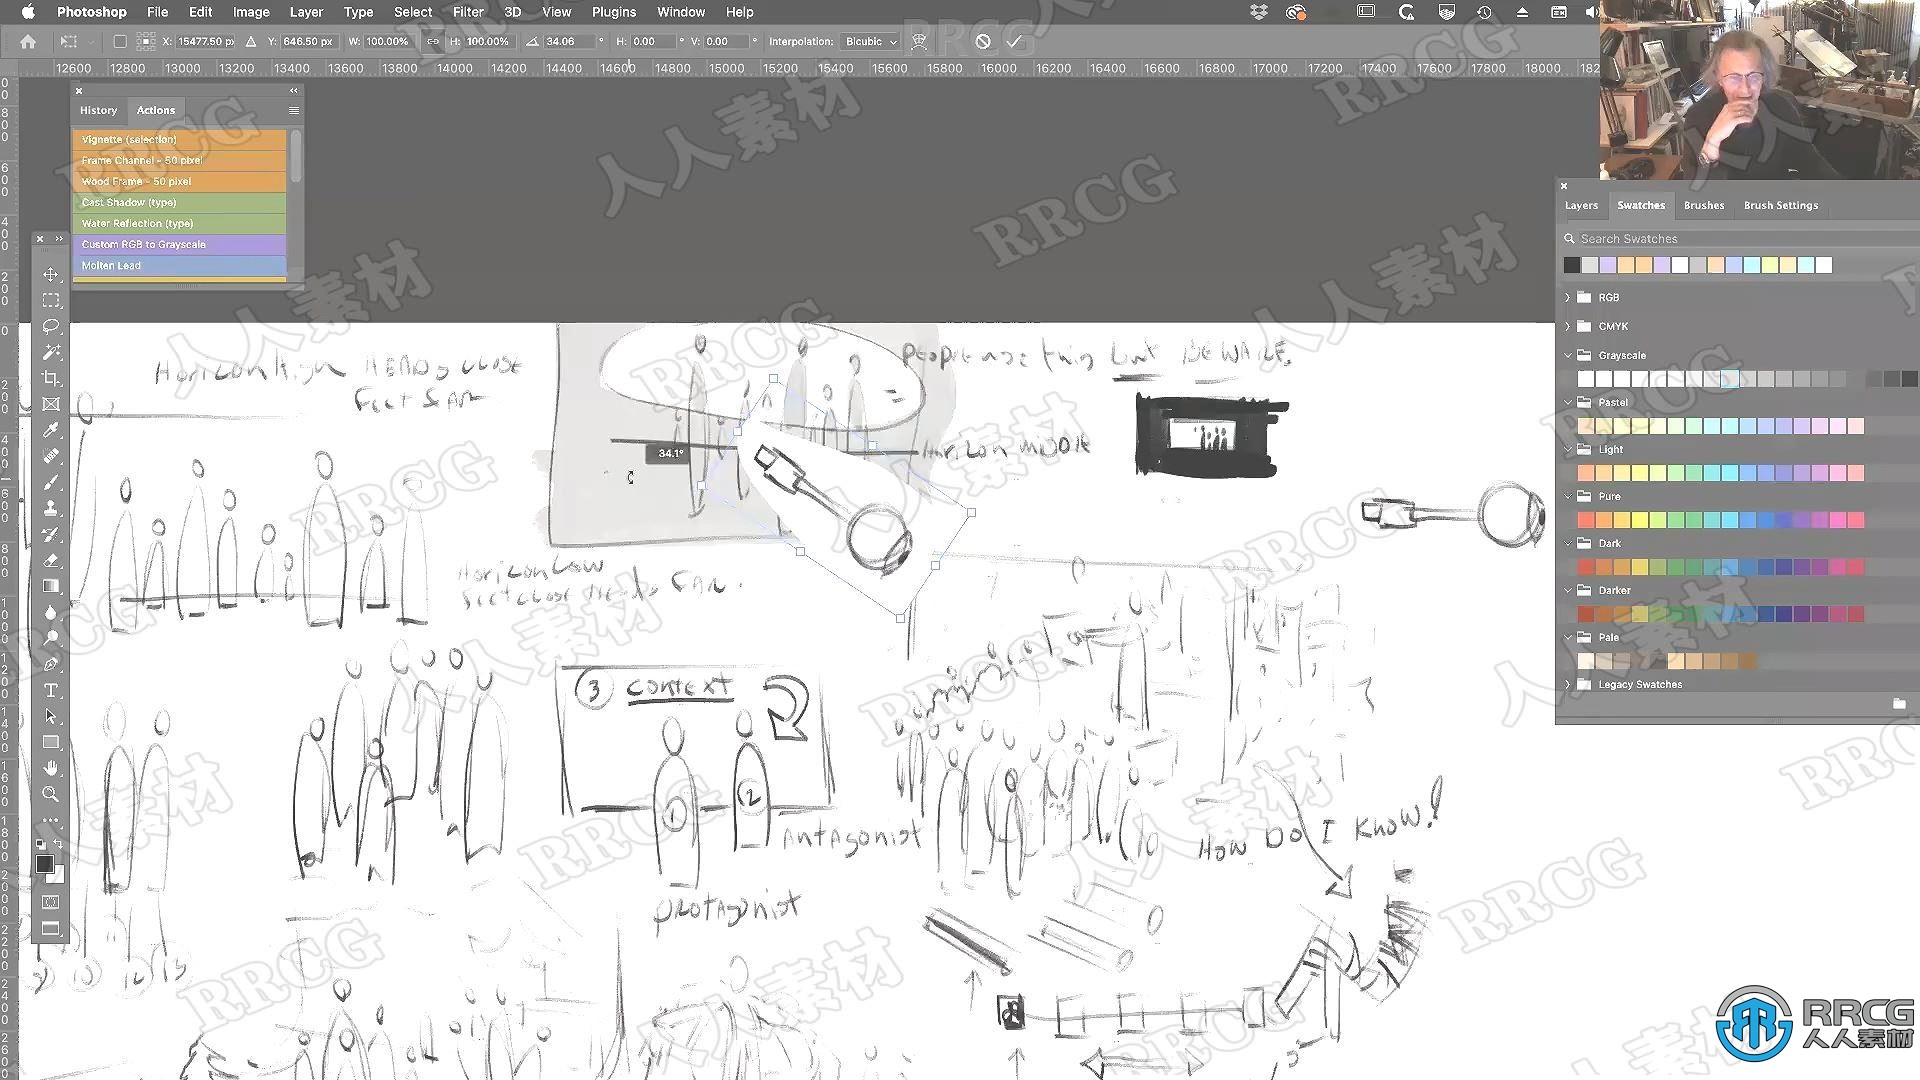 Photoshop File Edit Image Layer Type Select Filter 3D View Plugins Window Help
X: 15477.50 px Y: 646.50 px W: 100.00% H: 100.00% 34.06 ° H: 0.00 ° V: 0.00 ° Interpolation: Bicubic
12600 12800 13000 13200 13400 13600 13800 14000 14200 14400 14600 14800 15000 15200 15400 15600 15800 16000 16200 16400 16600 16800 17000 17200 17400 17600 17800 18000 182
History Actions
Vignette (selection)
Frame Channel - 50 pixel
Wood Frame - 50 pixel
Cast Shadow (type)
Water Reflection (type)
Custom RGB to Grayscale
Molten Lead
Layers Swatches Brushes Brush Settings
Search Swatches
RGB
CMYK
Grayscale
Pastel
Light
Pure
Dark
Darker
Pale
Legacy Swatches
Horizon High HEADS CLOSE
FEET
People use this but BEWARE.
Horizon MIDDLE
34.1°
Horizon Low
FEET CLOSE HEADS FAR.
3 CONTEXT
1
2
Antagonist
Protagonist
How Do I Know!
RRCG
人人素材